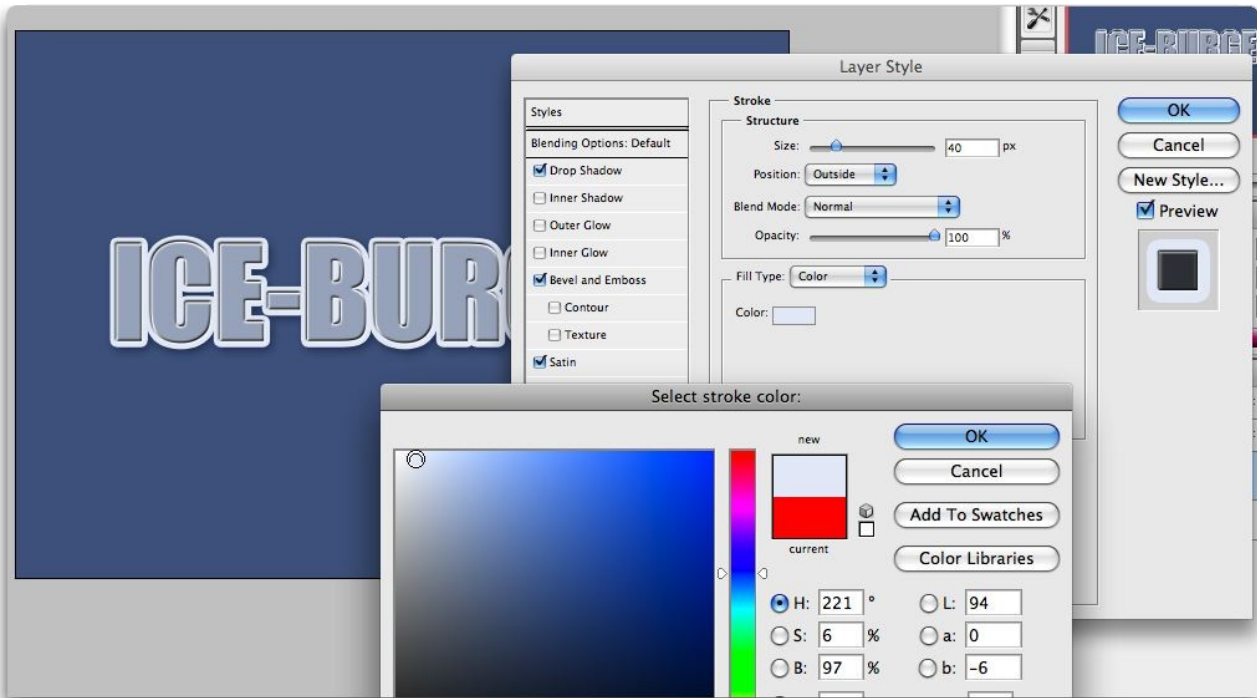 ICE-BURGE
Layer Style
Styles
Blending Options: Default
Drop Shadow
Inner Shadow
Outer Glow
Inner Glow
Bevel and Emboss
Contour
Texture
Satin
Stroke
Structure
Size: 40 px
Position: Outside
Blend Mode: Normal
Opacity: 100 %
Fill Type: Color
Color:
OK
Cancel
New Style...
Preview
ICE-BURG
Select stroke color:
new
current
OK
Cancel
Add To Swatches
Color Libraries
H: 221 °
S: 6 %
B: 97 %
L: 94
a: 0
b: -6